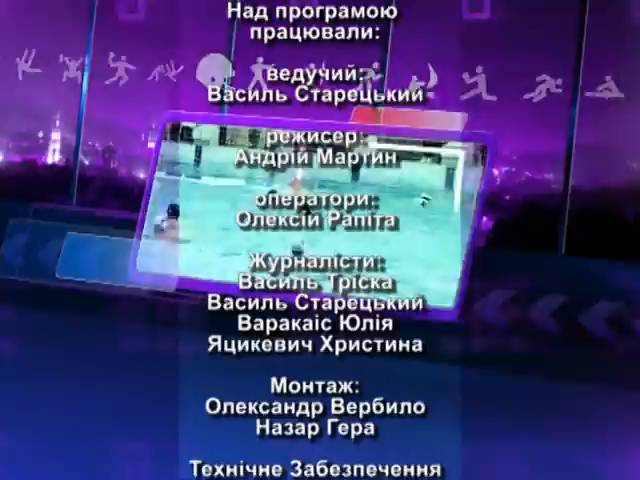 Над програмою
працювали:
ведучий:
Василь Старецький
режисер:
Андрій Мартин
оператори:
Олексій Рапіта
Журналісти:
Василь Тріска
Василь Старецький
Варакаіс Юлія
Яцикевич Христина
Монтаж:
Олександр Вербило
Назар Гера
Технічне Забезпечення